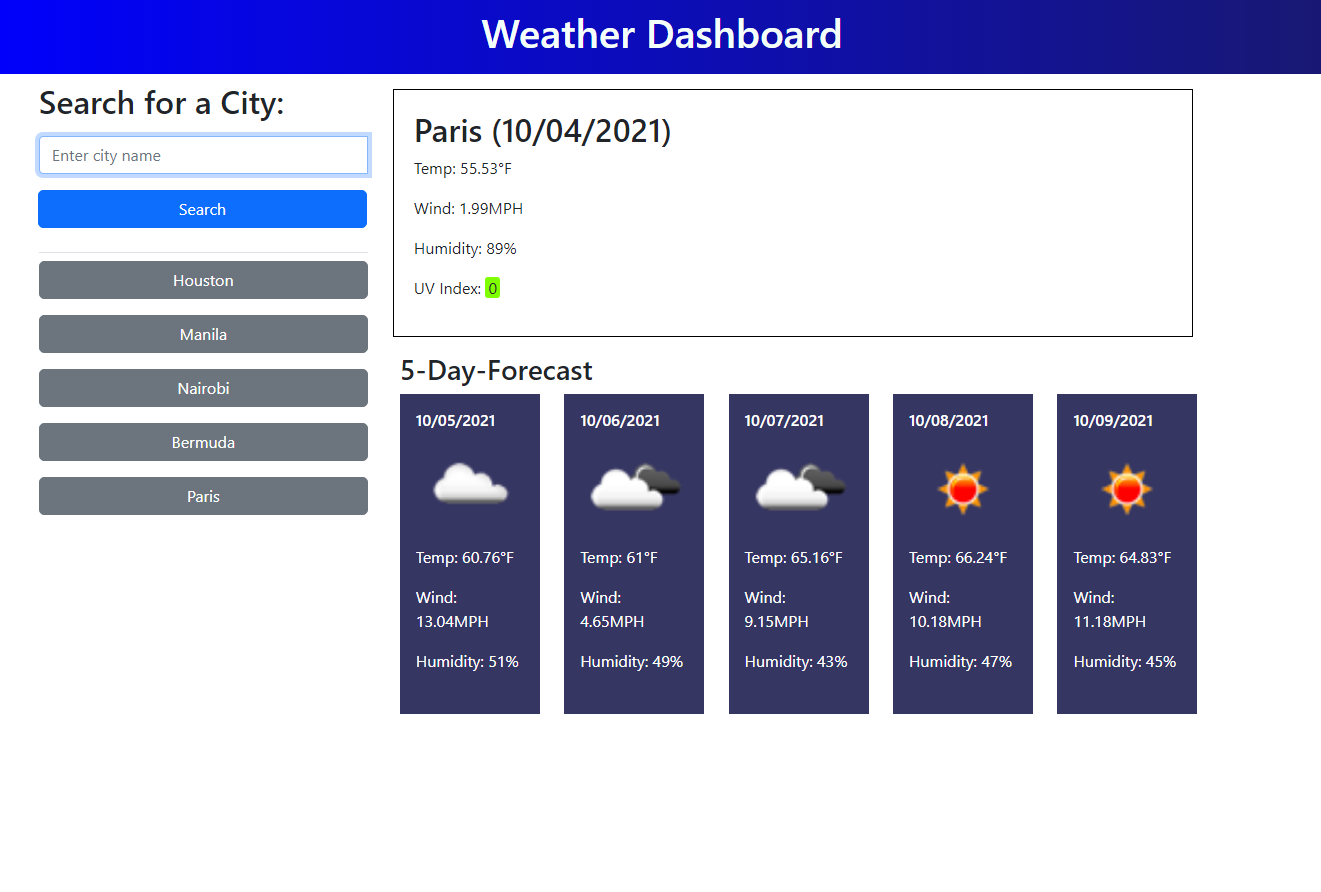 Weather Dashboard
Search for a City:
Enter city name
Search
Houston
Manila
Nairobi
Bermuda
Paris
Paris (10/04/2021)
Temp: 55.53°F
Wind: 1.99MPH
Humidity: 89%
UV Index: 0
5-Day-Forecast
10/05/2021
Temp: 60.76°F
Wind:
13.04MPH
Humidity: 51%
10/06/2021
Temp: 61°F
Wind:
4.65MPH
Humidity: 49%
10/07/2021
Temp: 65.16°F
Wind:
9.15MPH
Humidity: 43%
10/08/2021
Temp: 66.24°F
Wind:
10.18MPH
Humidity: 47%
10/09/2021
Temp: 64.83°F
Wind:
11.18MPH
Humidity: 45%